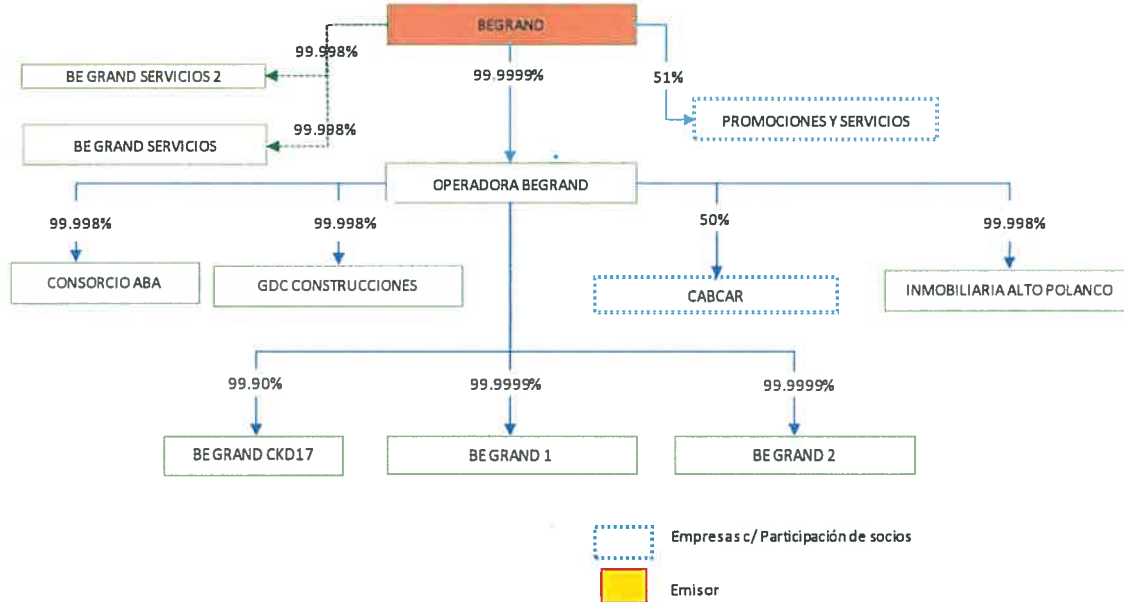 BEGRAND
99.998%
99.9999%
51%
BE GRAND SERVICIOS 2
PROMOCIONES Y SERVICIOS
99.998%
BE GRAND SERVICIOS
OPERADORA BEGRAND
99.998%
99.998%
50%
99.998%
CONSORCIO ABA
GDC CONSTRUCCIONES
CABCAR
INMOBILIARIA ALTO POLANCO
99.90%
99.9999%
99.9999%
BE GRAND CKD17
BE GRAND 1
BE GRAND 2
Empresas c/ Participación de socios
Emisor